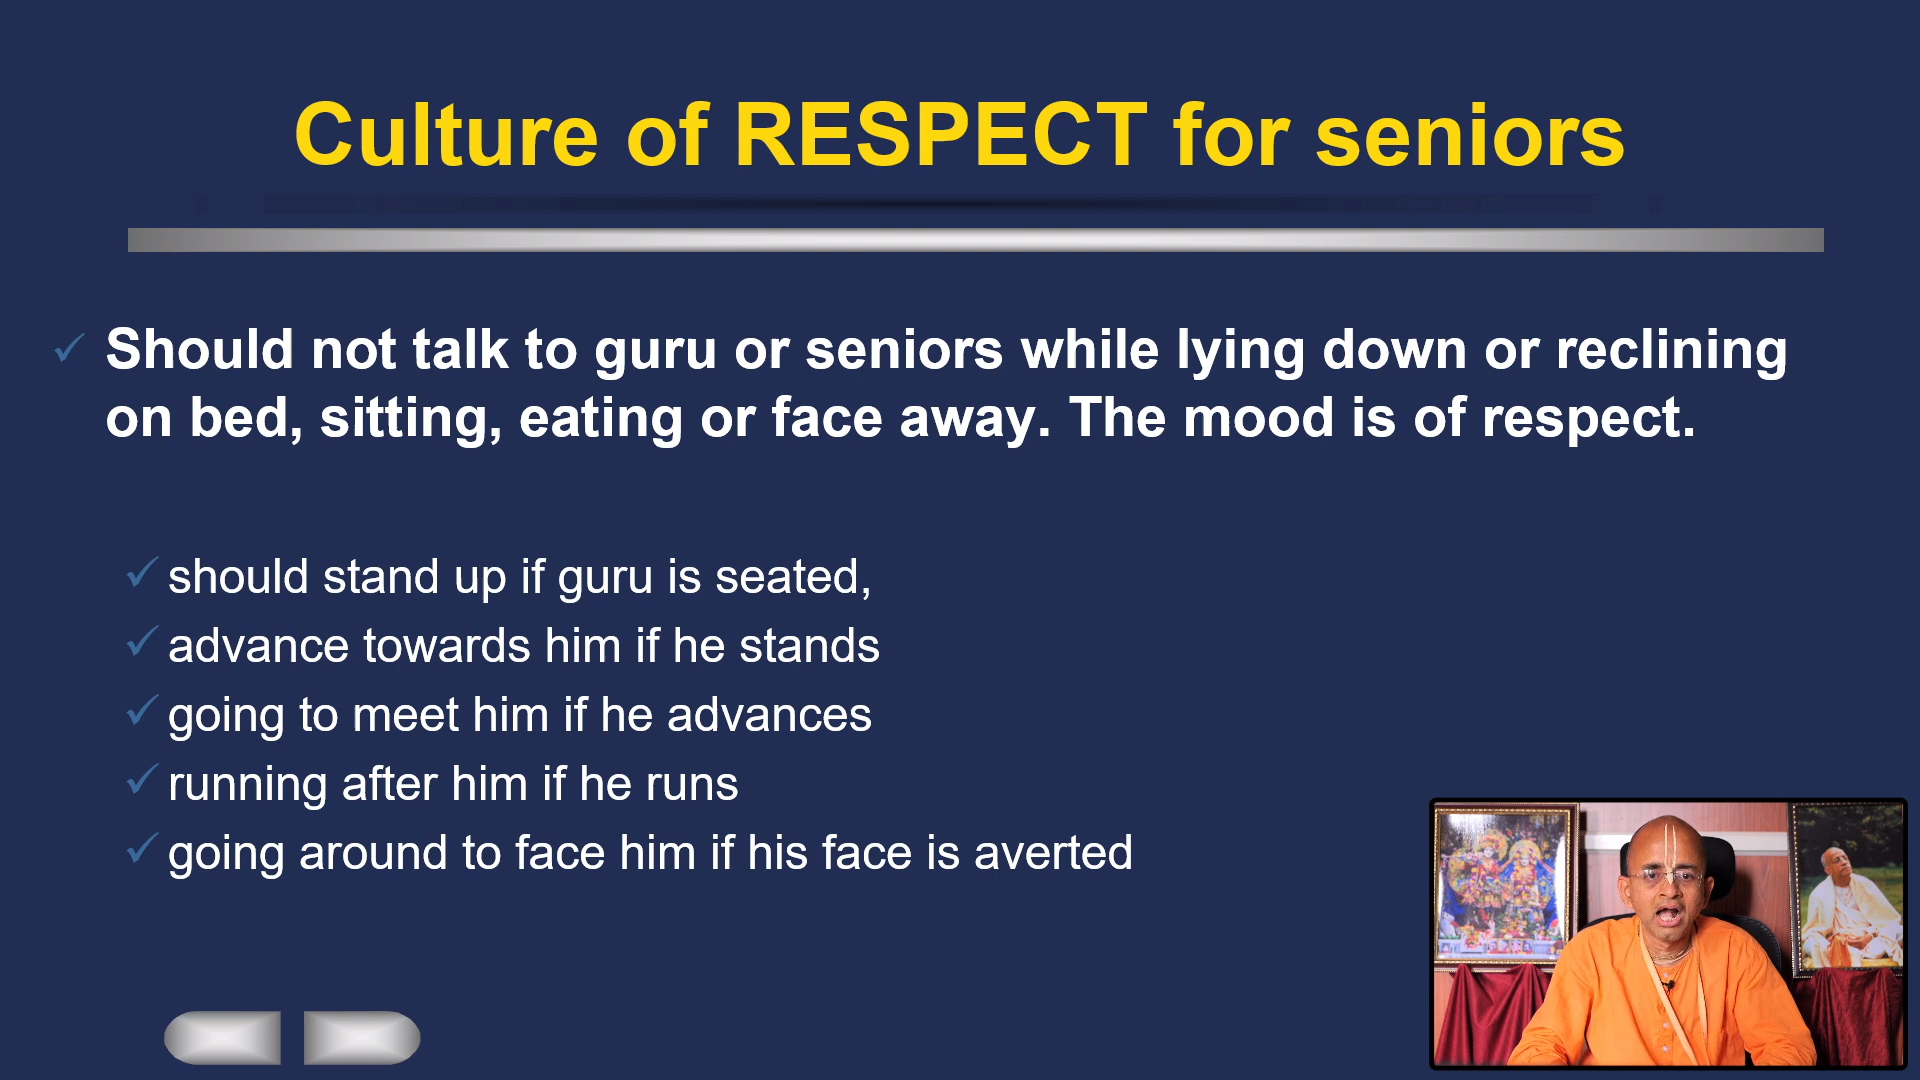 Culture of RESPECT for seniors
Should not talk to guru or seniors while lying down or reclining
on bed, sitting, eating or face away. The mood is of respect.
should stand up if guru is seated,
advance towards him if he stands
going to meet him if he advances
running after him if he runs
going around to face him if his face is averted